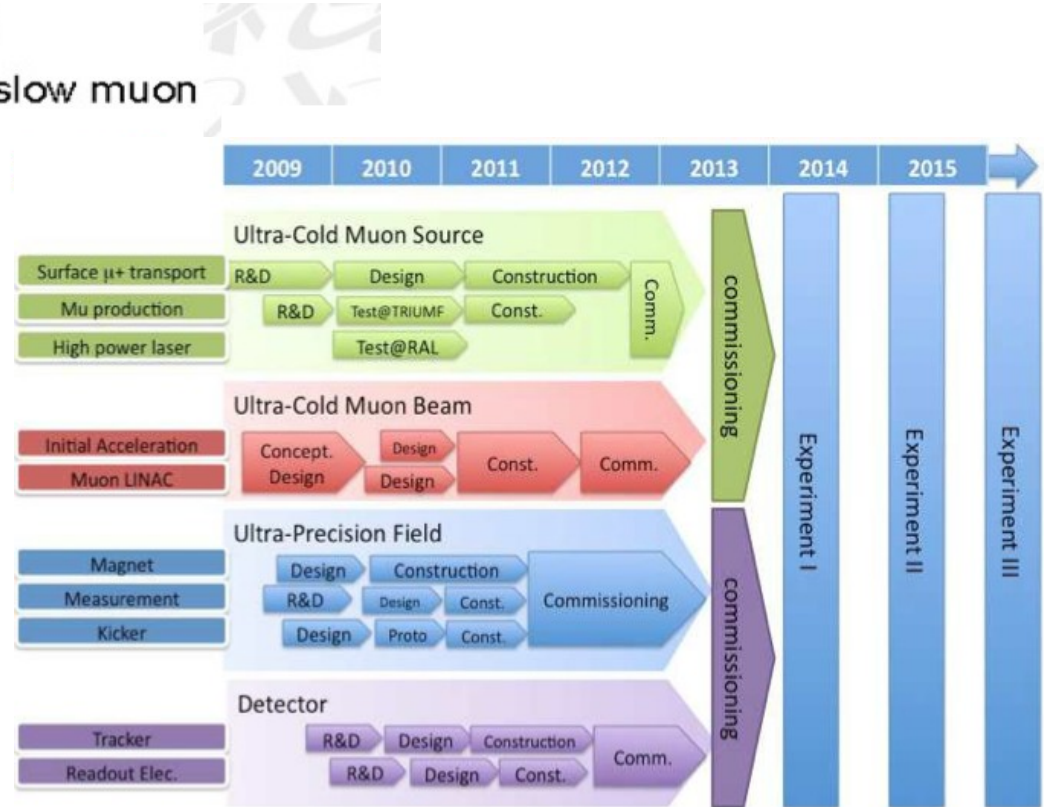 slow muon
2009 2010 2011 2012 2013 2014 2015
Ultra-Cold Muon Source
Surface μ+ transport R&D Design Construction
Mu production R&D Test@TRIUMF Const.
High power laser Test@RAL
Comm.
Ultra-Cold Muon Beam
Initial Acceleration
Muon LINAC
Concept.
Design
Design
Design
Const. Comm.
commissioning
Ultra-Precision Field
Magnet Design Construction
Measurement R&D Design Const.
Kicker Design Proto Const.
Commissioning
Detector
Tracker R&D Design Construction
Readout Elec. R&D Design Const.
Comm.
commissioning
Experiment I
Experiment II
Experiment III